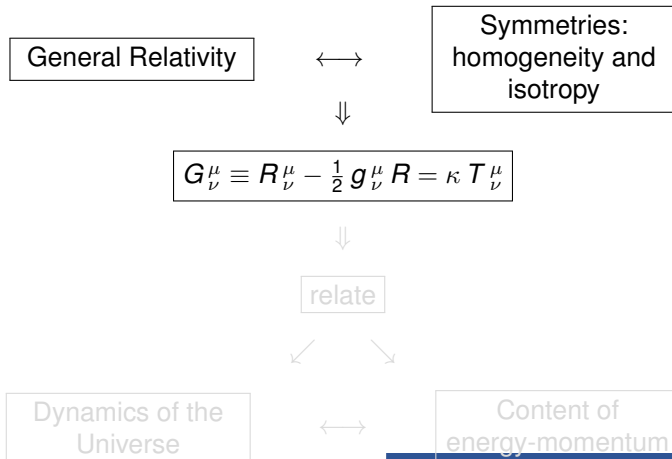 General Relativity ⟷ Symmetries:
homogeneity and
isotropy
⇓
G^μ_ν ≡ R^μ_ν − ½ g^μ_ν R = κ T^μ_ν
⇓
relate
↙ ↘
Dynamics of the
Universe
⟷
Content of
energy-momentum